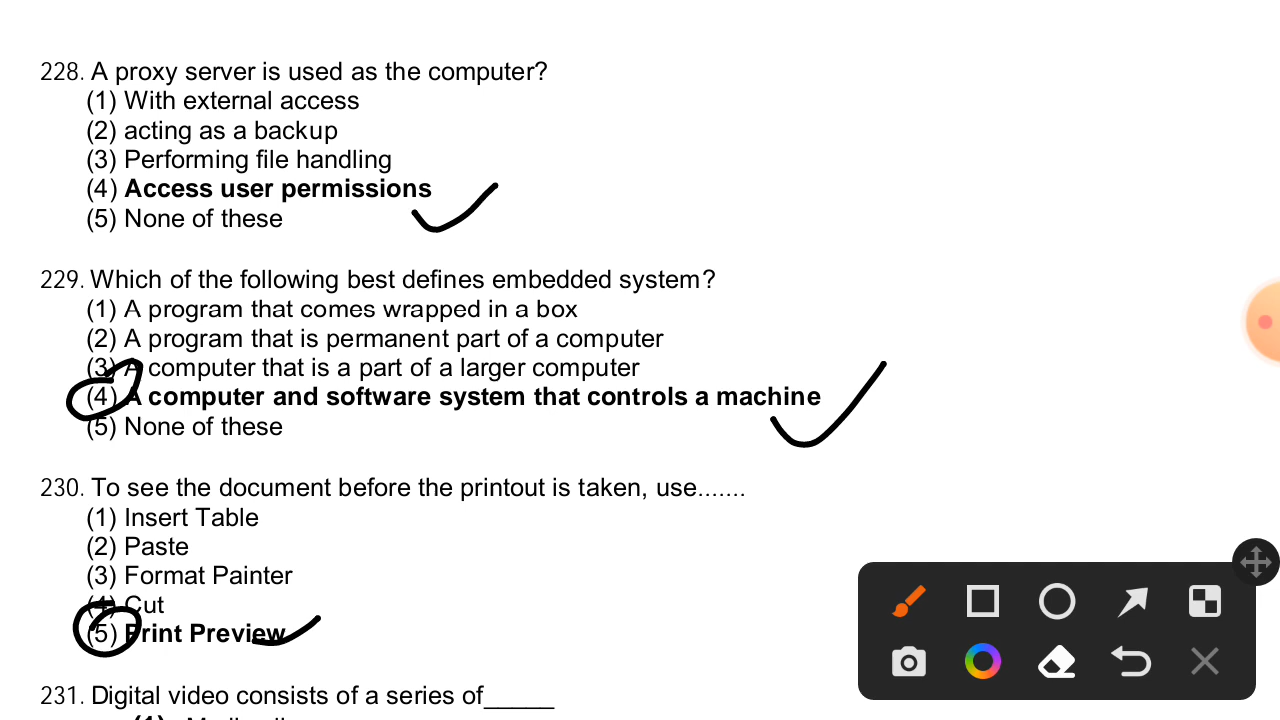 228. A proxy server is used as the computer?
(1) With external access
(2) acting as a backup
(3) Performing file handling
(4) Access user permissions
(5) None of these
229. Which of the following best defines embedded system?
(1) A program that comes wrapped in a box
(2) A program that is permanent part of a computer
(3) A computer that is a part of a larger computer
(4) A computer and software system that controls a machine
(5) None of these
230. To see the document before the printout is taken, use.......
(1) Insert Table
(2) Paste
(3) Format Painter
(4) Cut
(5) Print Preview
231. Digital video consists of a series of_____